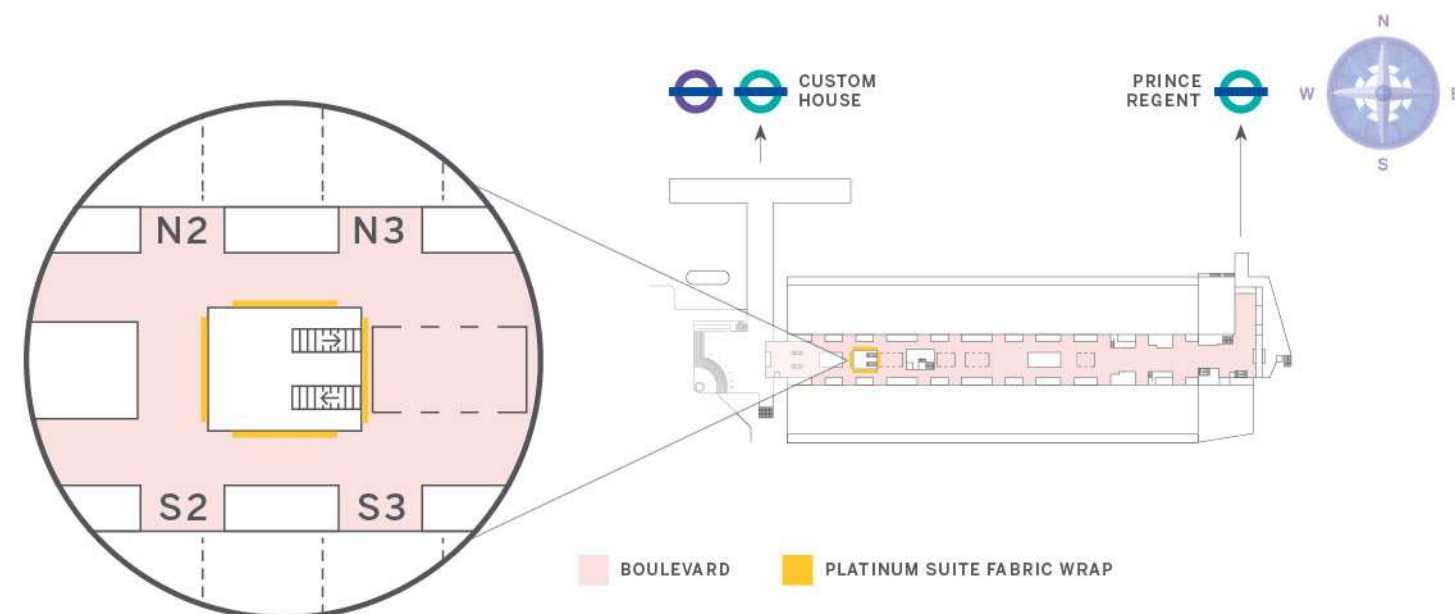 N
CUSTOM
HOUSE
PRINCE
REGENT
W
E
S
N2
N3
S2
S3
BOULEVARD
PLATINUM SUITE FABRIC WRAP